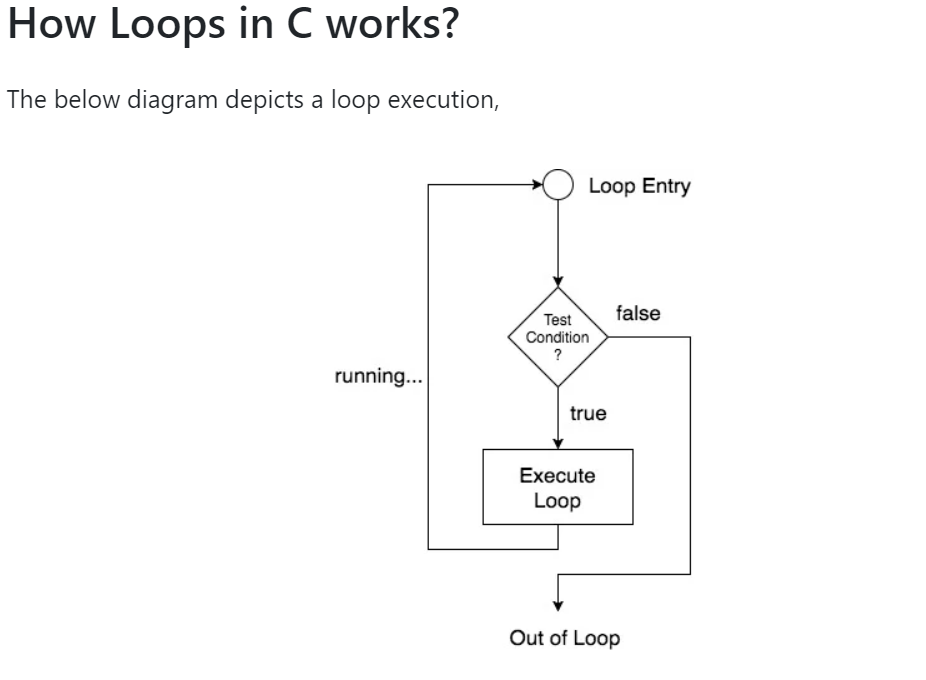 How Loops in C works?
The below diagram depicts a loop execution,
Loop Entry
Test
Condition
?
false
running...
true
Execute
Loop
Out of Loop